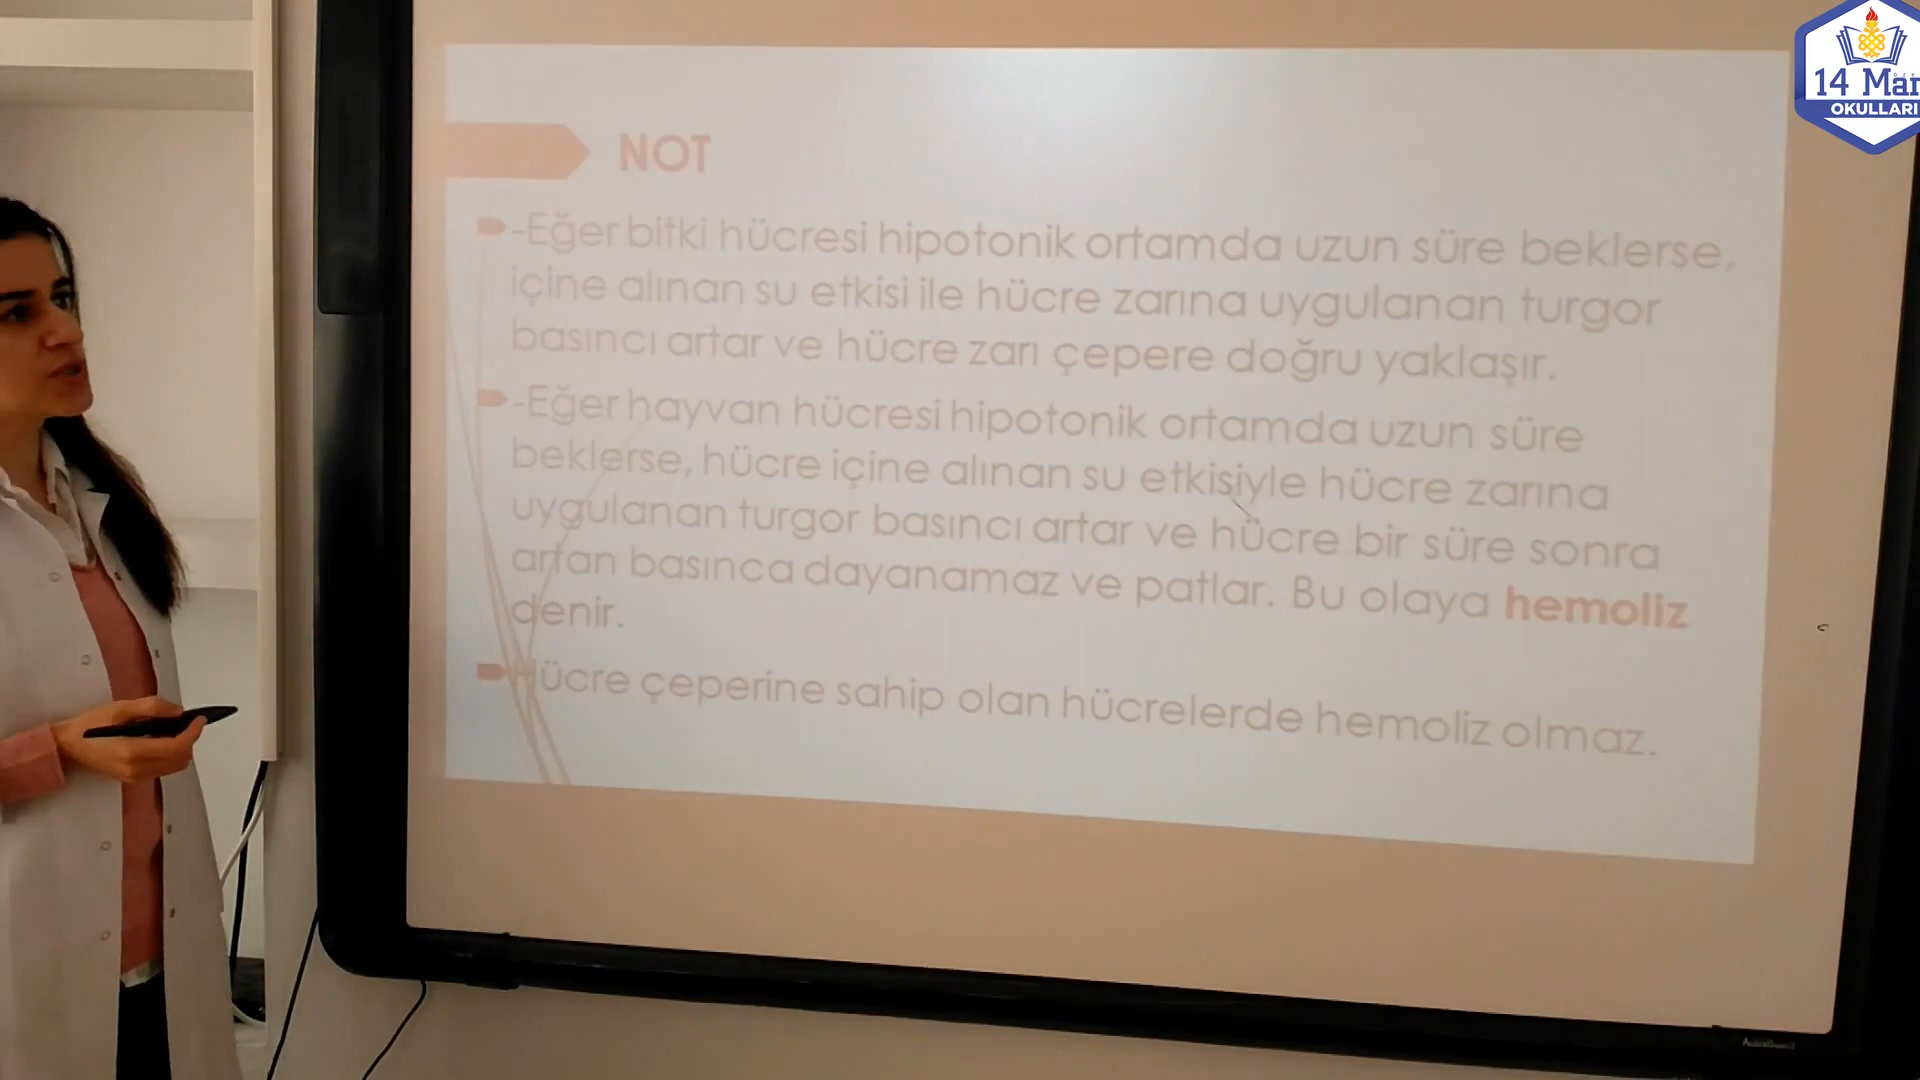 14 Mar
OKULLARI
NOT
-Eğer bitki hücresi hipotonik ortamda uzun süre beklerse,
içine alınan su etkisi ile hücre zarına uygulanan turgor
basıncı artar ve hücre zarı çepere doğru yaklaşır.
-Eğer hayvan hücresi hipotonik ortamda uzun süre
beklerse, hücre içine alınan su etkisiyle hücre zarına
uygulanan turgor basıncı artar ve hücre bir süre sonra
artan basınca dayanamaz ve patlar. Bu olaya hemoliz
denir.
Hücre çeperine sahip olan hücrelerde hemoliz olmaz.